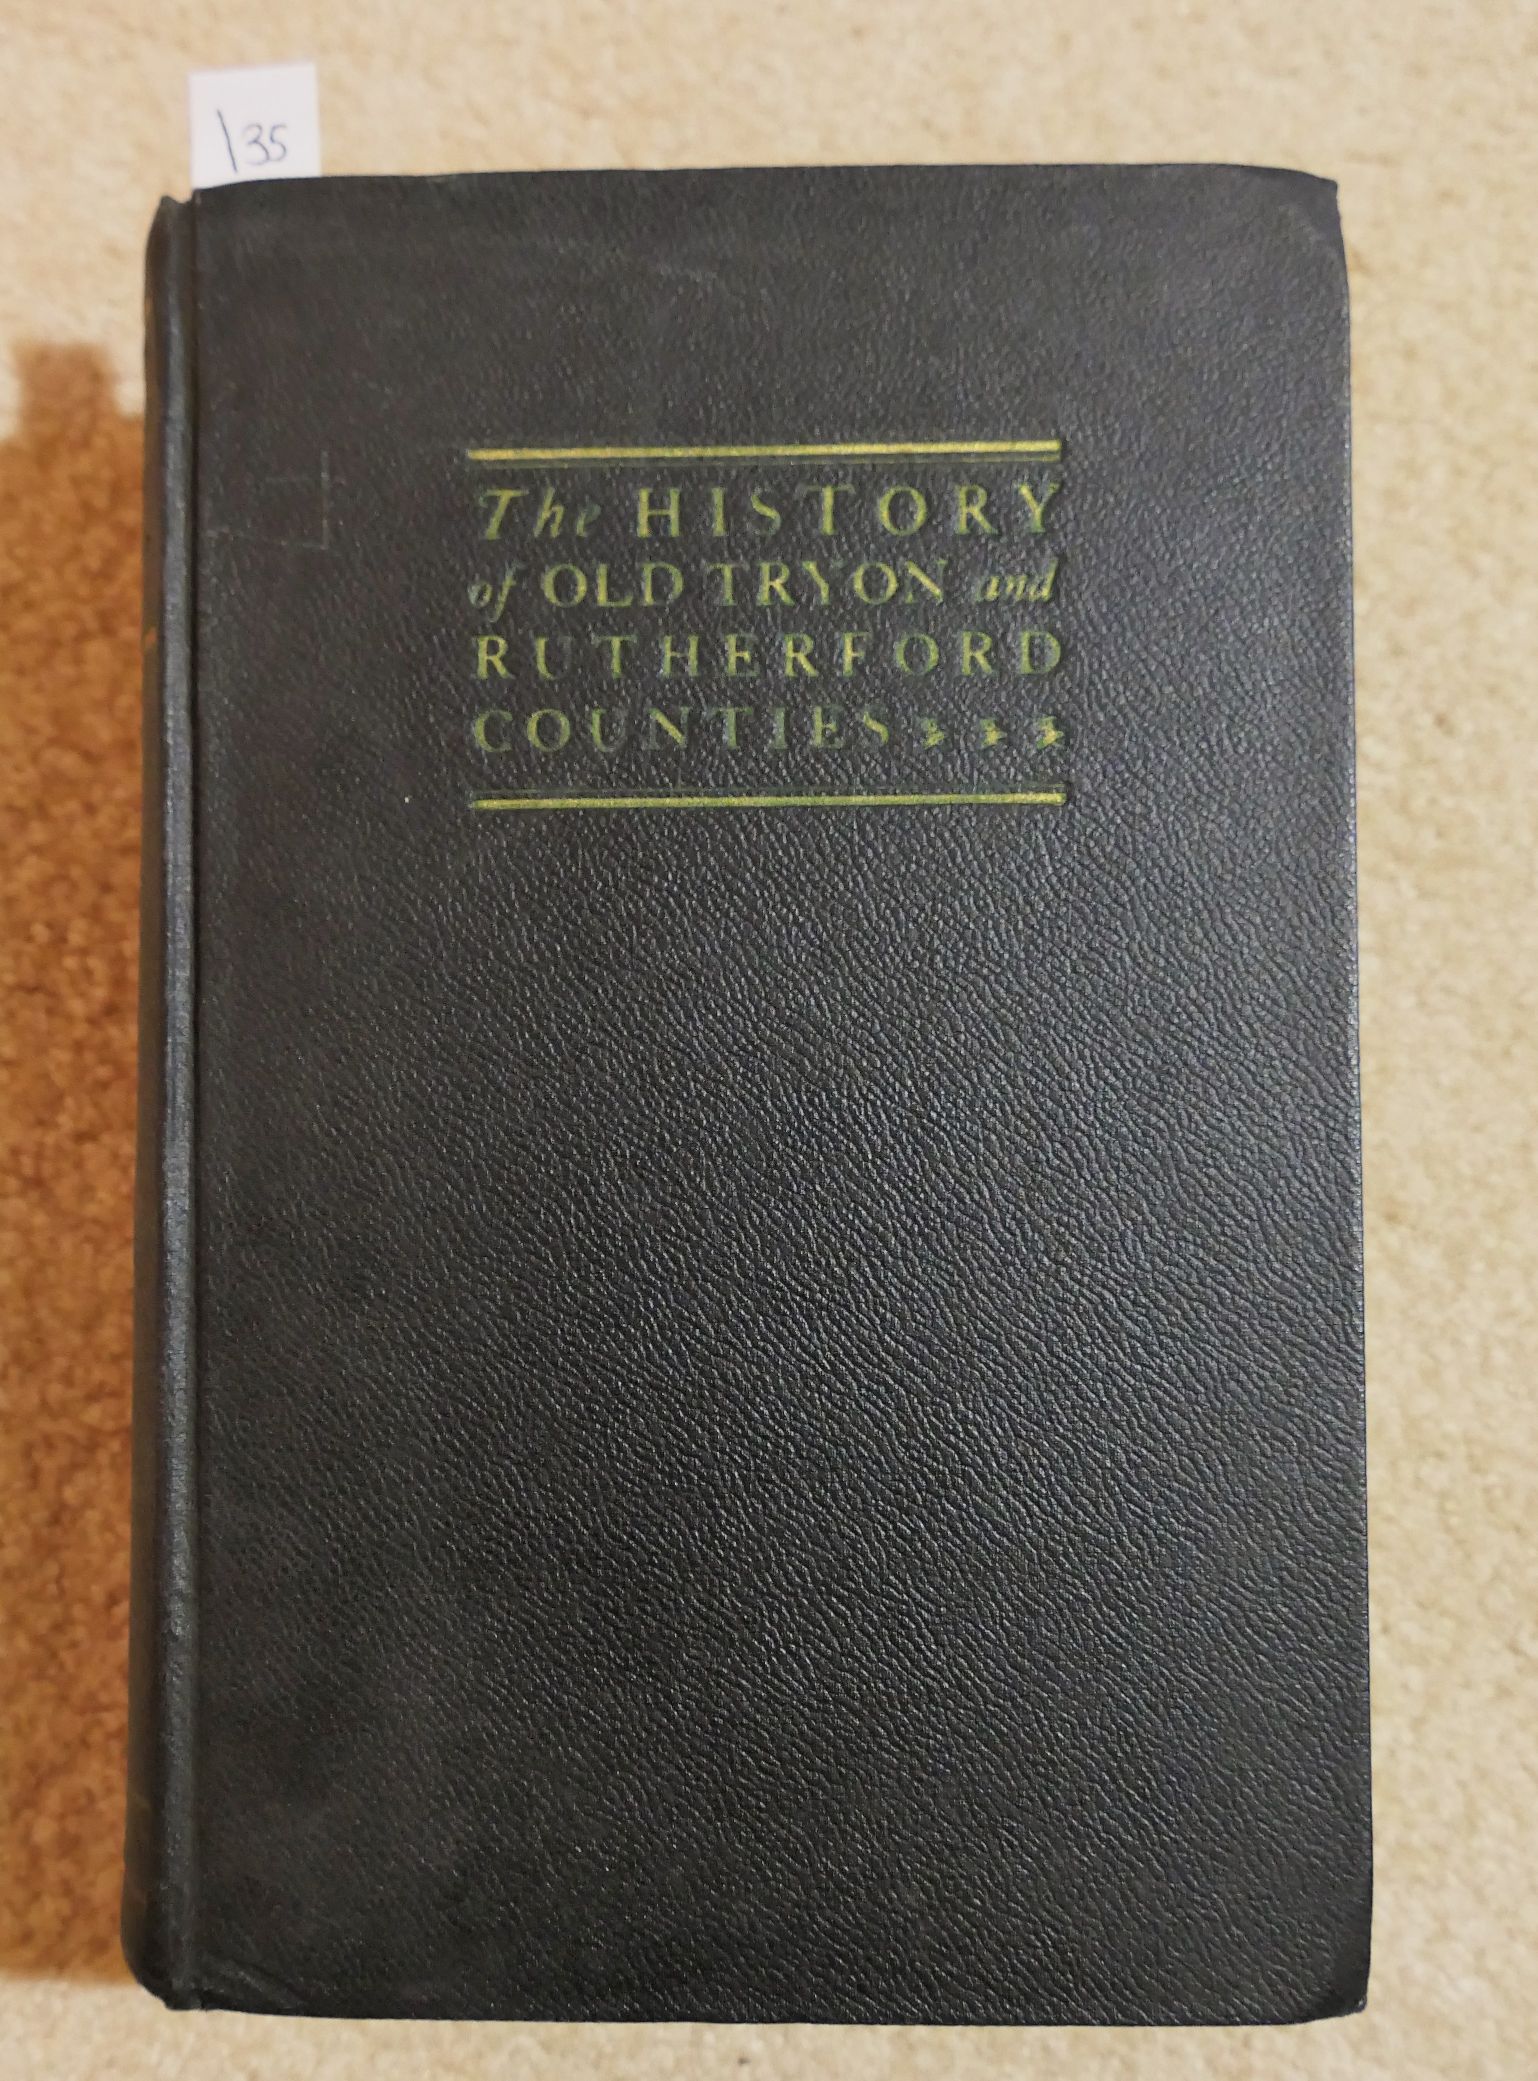 135
The HISTORY
of OLD TRYON and
RUTHERFORD
COUNTIES